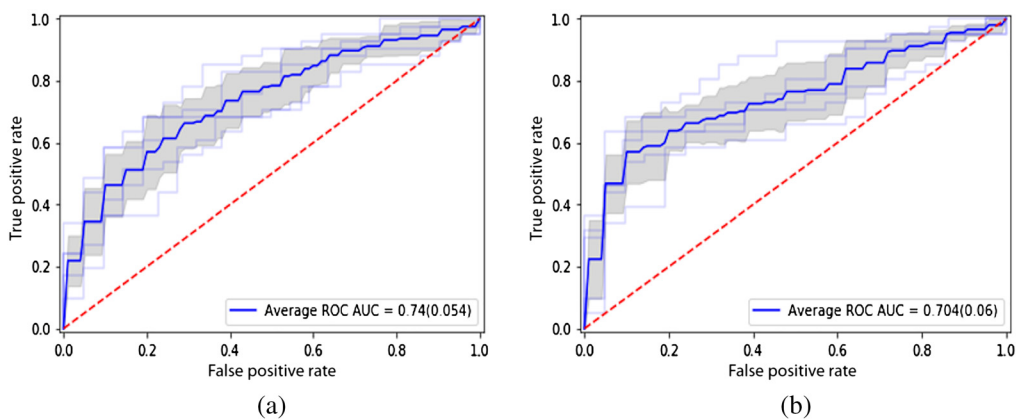 1.0
0.8
0.6
0.4
0.2
0.0
True positive rate
Average ROC AUC = 0.74(0.054)
0.0 0.2 0.4 0.6 0.8 1.0
False positive rate
(a)
1.0
0.8
0.6
0.4
0.2
0.0
True positive rate
Average ROC AUC = 0.704(0.06)
0.0 0.2 0.4 0.6 0.8 1.0
False positive rate
(b)